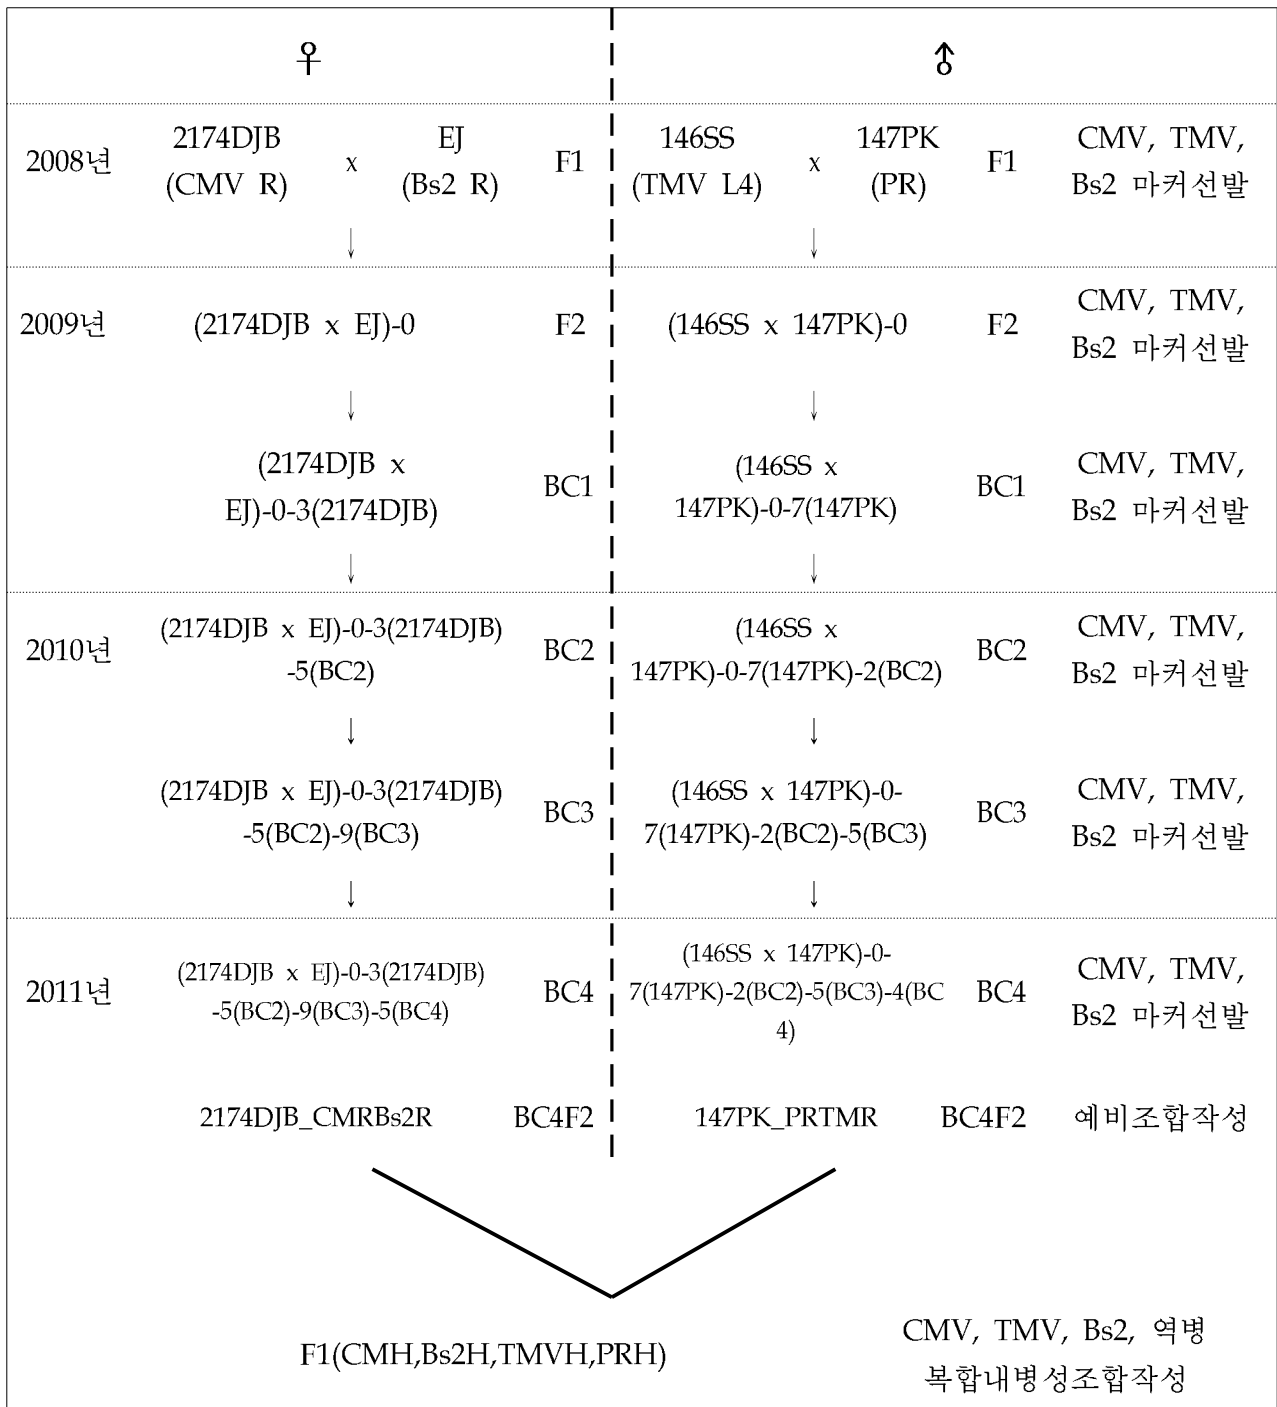 ♀ ♂
2174DJB EJ 146SS 147PK CMV, TMV,
2008년 x F1 x F1
(CMV R) (Bs2 R) (TMV L4) (PR) Bs2 마커선발
↓ ↓
CMV, TMV,
2009년 (2174DJB x EJ)-0 F2 (146SS x 147PK)-0 F2
Bs2 마커선발
↓ ↓
(2174DJB x (146SS x CMV, TMV,
BC1 BC1
EJ)-0-3(2174DJB) 147PK)-0-7(147PK) Bs2 마커선발
↓ ↓
(2174DJB x EJ)-0-3(2174DJB) (146SS x CMV, TMV,
2010년 BC2 BC2
-5(BC2) 147PK)-0-7(147PK)-2(BC2) Bs2 마커선발
↓ ↓
(2174DJB x EJ)-0-3(2174DJB) (146SS x 147PK)-0- CMV, TMV,
BC3 BC3
-5(BC2)-9(BC3) 7(147PK)-2(BC2)-5(BC3) Bs2 마커선발
↓ ↓
(2174DJB x EJ)-0-3(2174DJB) (146SS x 147PK)-0- CMV, TMV,
2011년 BC4 7(147PK)-2(BC2)-5(BC3)-4(BC BC4
-5(BC2)-9(BC3)-5(BC4) 4) Bs2 마커선발
2174DJB_CMRBs2R BC4F2 147PK_PRTMR BC4F2 예비조합작성
CMV, TMV, Bs2, 역병
F1(CMH,Bs2H,TMVH,PRH)
복합내병성조합작성